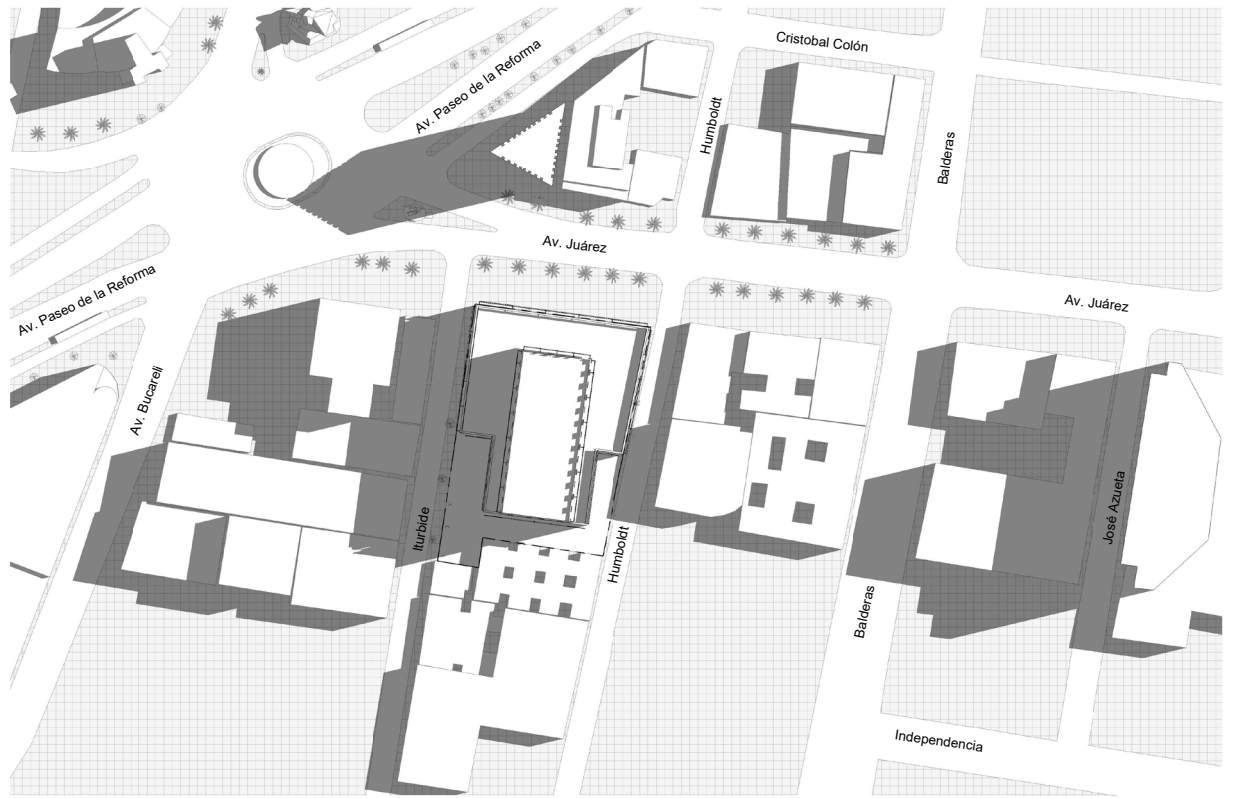 Cristobal Colón
Av. Paseo de la Reforma
Humboldt
Balderas
Av. Juárez
Av. Paseo de la Reforma
Av. Juárez
Av. Bucareli
Iturbide
Humboldt
José Azueta
Balderas
Independencia